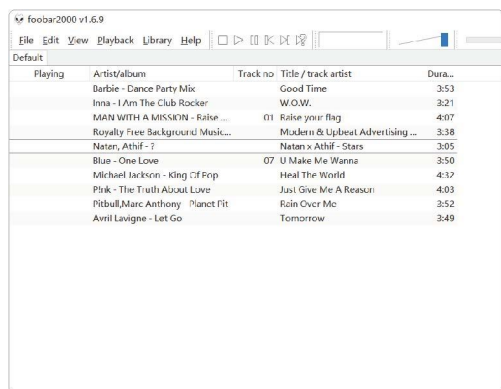 foobar2000 v1.6.9
File Edit View Playback Library Help
Default
Playing Artist/album Track no Title / track artist Dura...
Barbie - Dance Party Mix Good Time 3:53
Inna - I Am The Club Rocker W.O.W. 3:21
MAN WITH A MISSION - Raise ... 01 Raise your flag 4:07
Royalty Free Background Music... Modern & Upbeat Advertising ... 3:38
Natan, Athif - ? Natan x Athif - Stars 3:05
Blue - One Love 07 U Make Me Wanna 3:50
Michael Jackson - King Of Pop Heal The World 4:32
P!nk - The Truth About Love Just Give Me A Reason 4:03
Pitbull,Marc Anthony - Planet Pit Rain Over Me 3:52
Avril Lavigne - Let Go Tomorrow 3:49